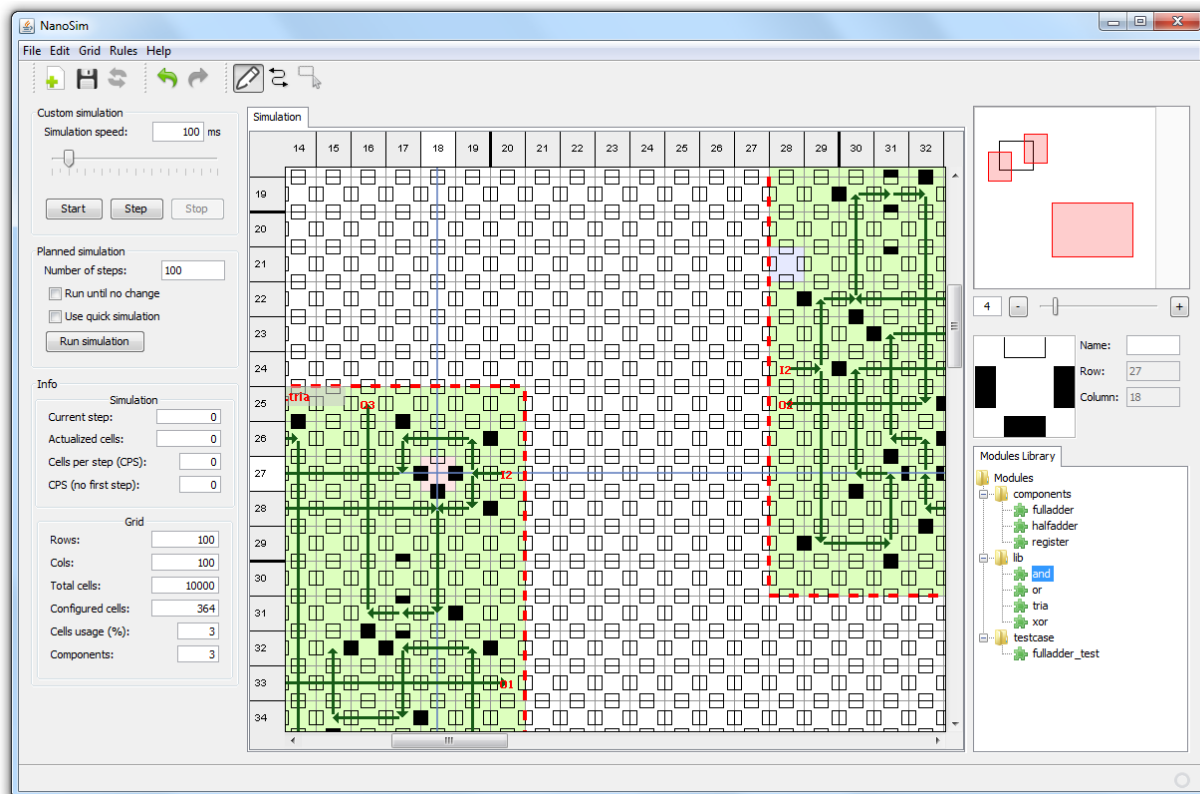 NanoSim
File Edit Grid Rules Help
Custom simulation
Simulation speed: 100 ms
Start Step Stop
Planned simulation
Number of steps: 100
Run until no change
Use quick simulation
Run simulation
Info
Simulation
Current step: 0
Actualized cells: 0
Cells per step (CPS): 0
CPS (no first step): 0
Grid
Rows: 100
Cols: 100
Total cells: 10000
Configured cells: 364
Cells usage (%): 3
Components: 3
Simulation
14 15 16 17 18 19 20 21 22 23 24 25 26 27 28 29 30 31 32
19
20
21
22
23
24
25
26
27
28
29
30
31
32
33
34
I2
tria
O3
I2
O1
4 - +
Name:
Row: 27
Column: 18
Modules Library
Modules
components
fulladder
halfadder
register
lib
and
or
tria
xor
testcase
fulladder_test